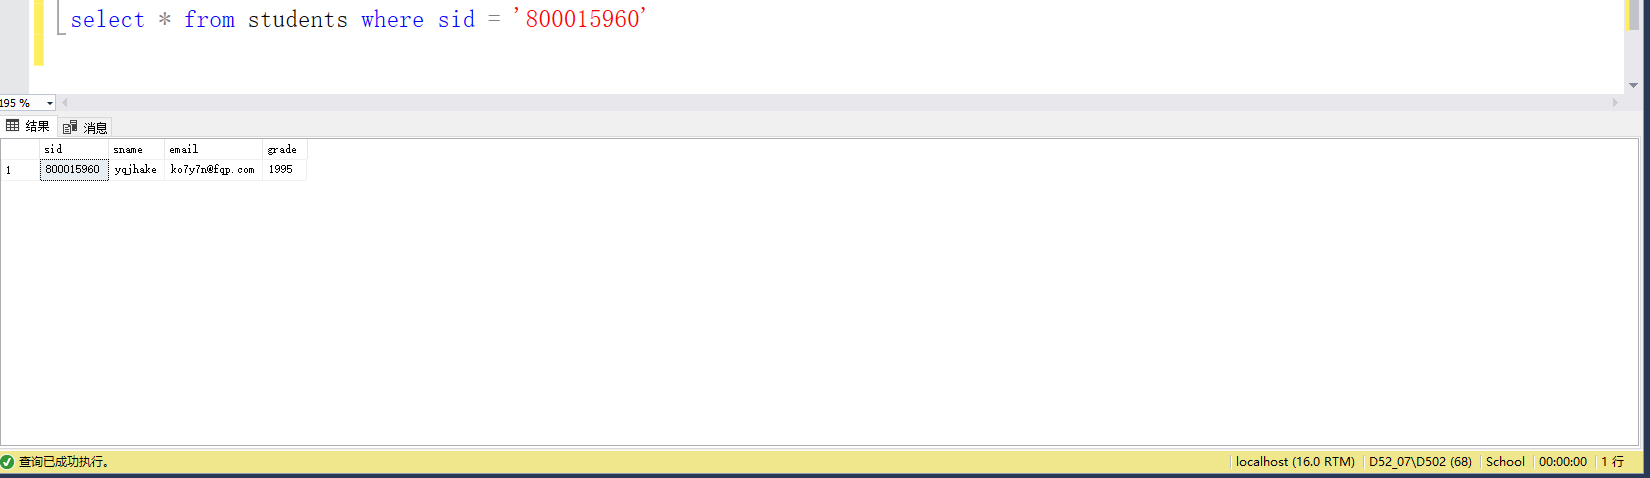 select * from students where sid = '800015960'
195 %
结果 消息
sid sname email grade
1 800015960 yqjhake ko7y7n@fqp.com 1995
查询已成功执行。 localhost (16.0 RTM) D52_07\D502 (68) School 00:00:00 1 行